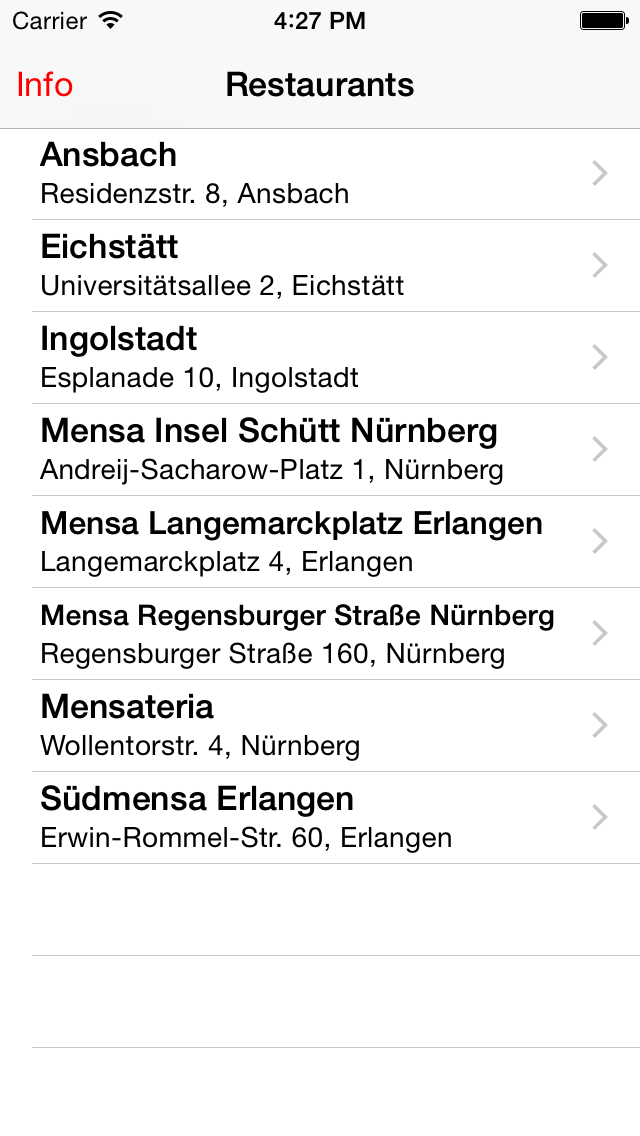 Carrier 4:27 PM
Info Restaurants
Ansbach
Residenzstr. 8, Ansbach
Eichstätt
Universitätsallee 2, Eichstätt
Ingolstadt
Esplanade 10, Ingolstadt
Mensa Insel Schütt Nürnberg
Andreij-Sacharow-Platz 1, Nürnberg
Mensa Langemarckplatz Erlangen
Langemarckplatz 4, Erlangen
Mensa Regensburger Straße Nürnberg
Regensburger Straße 160, Nürnberg
Mensateria
Wollentorstr. 4, Nürnberg
Südmensa Erlangen
Erwin-Rommel-Str. 60, Erlangen